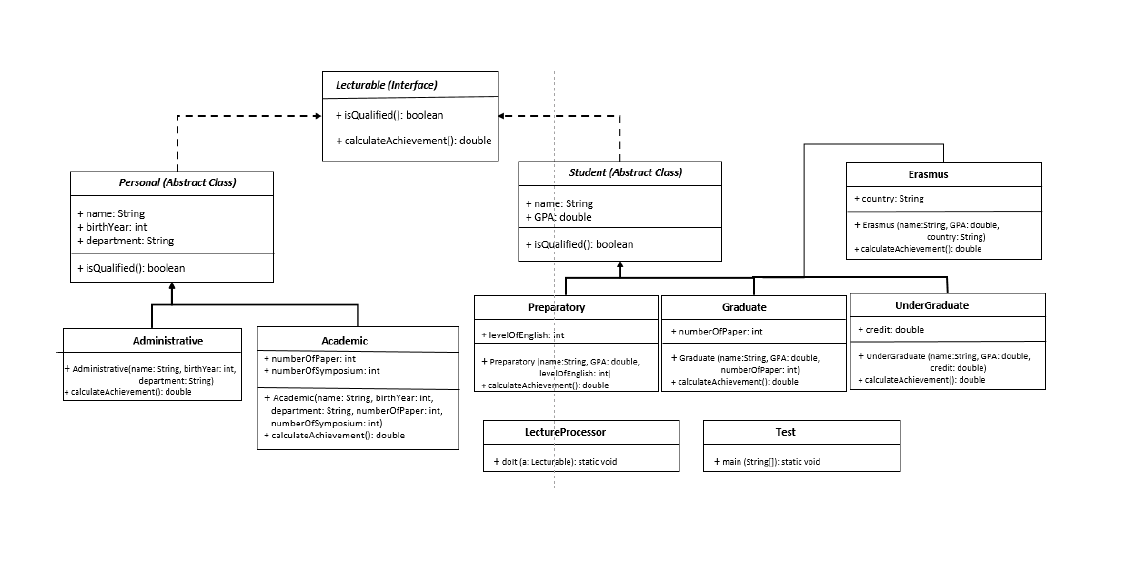 Lecturable (Interface)
+ isQualified(): boolean
+ calculateAchievement(): double
Personal (Abstract Class)
+ name: String
+ birthYear: int
+ department: String
+ isQualified(): boolean
Student (Abstract Class)
+ name: String
+ GPA: double
+ isQualified(): boolean
Erasmus
+ country: String
+ Erasmus (name:String, GPA: double,
country: String)
+ calculateAchievement(): double
Administrative
+ Administrative(name: String, birthYear: int,
department: String)
+ calculateAchievement(): double
Academic
+ numberOfPaper: int
+ numberOfSymposium: int
+ Academic(name: String, birthYear: int,
department: String, numberOfPaper: int,
numberOfSymposium: int)
+ calculateAchievement(): double
Preparatory
+ levelOfEnglish: int
+ Preparatory (name:String, GPA: double,
levelOfEnglish: int)
+ calculateAchievement(): double
Graduate
+ numberOfPaper: int
+ Graduate (name:String, GPA: double,
numberOfPaper: int)
+ calculateAchievement(): double
UnderGraduate
+ credit: double
+ UnderGraduate (name:String, GPA: double,
credit: double)
+ calculateAchievement(): double
LectureProcessor
+ doIt (a: Lecturable): static void
Test
+ main (String[]): static void